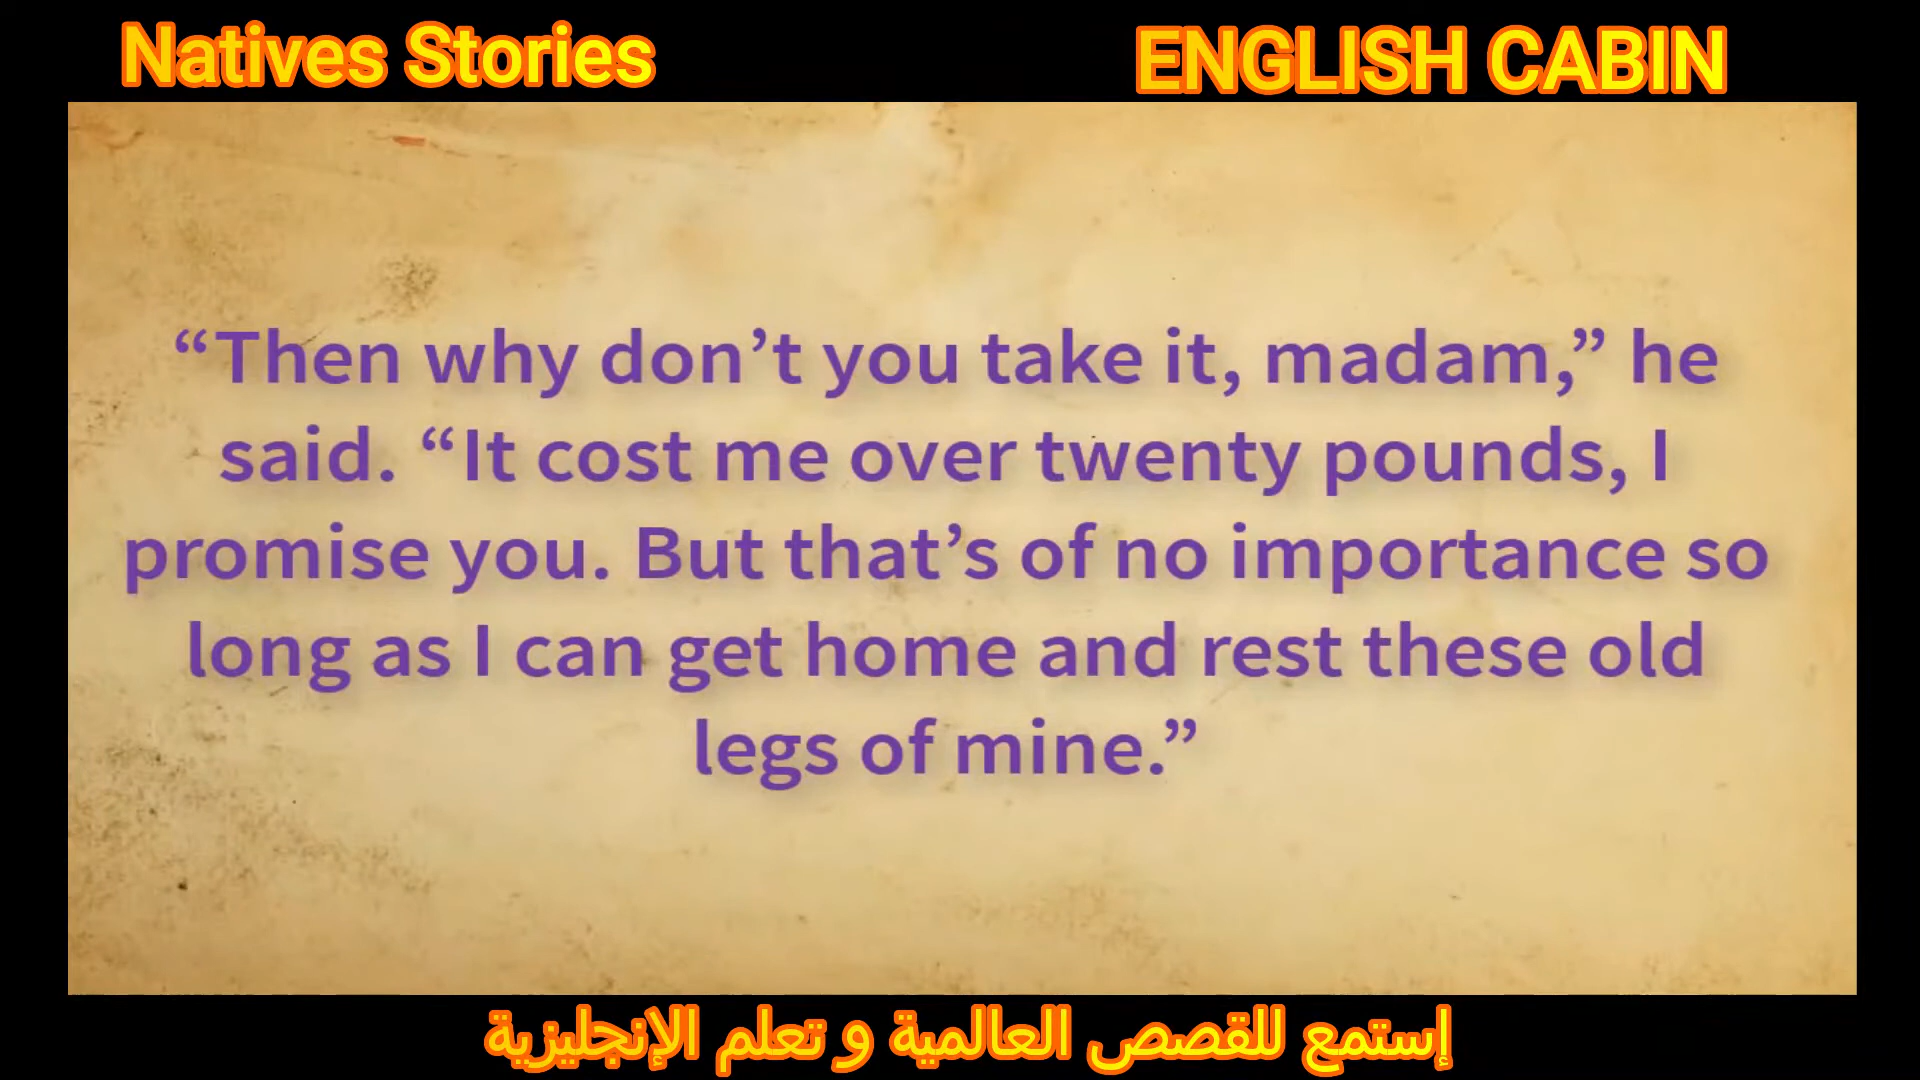 Natives Stories
ENGLISH CABIN
“Then why don’t you take it, madam,” he
said. “It cost me over twenty pounds, I
promise you. But that’s of no importance so
long as I can get home and rest these old
legs of mine.”
إستمع للقصص العالمية و تعلم الإنجليزية